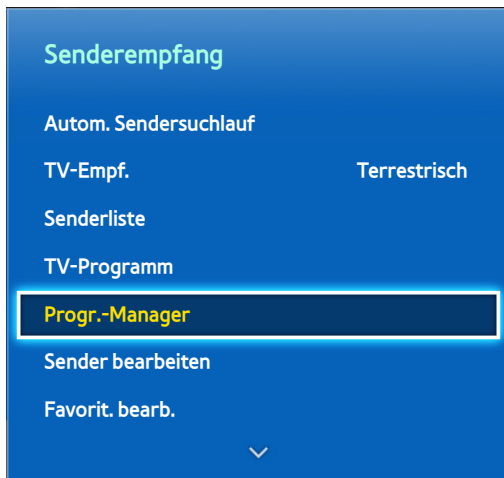 Senderempfang
Autom. Sendersuchlauf
TV-Empf. Terrestrisch
Senderliste
TV-Programm
Progr.-Manager
Sender bearbeiten
Favorit. bearb.